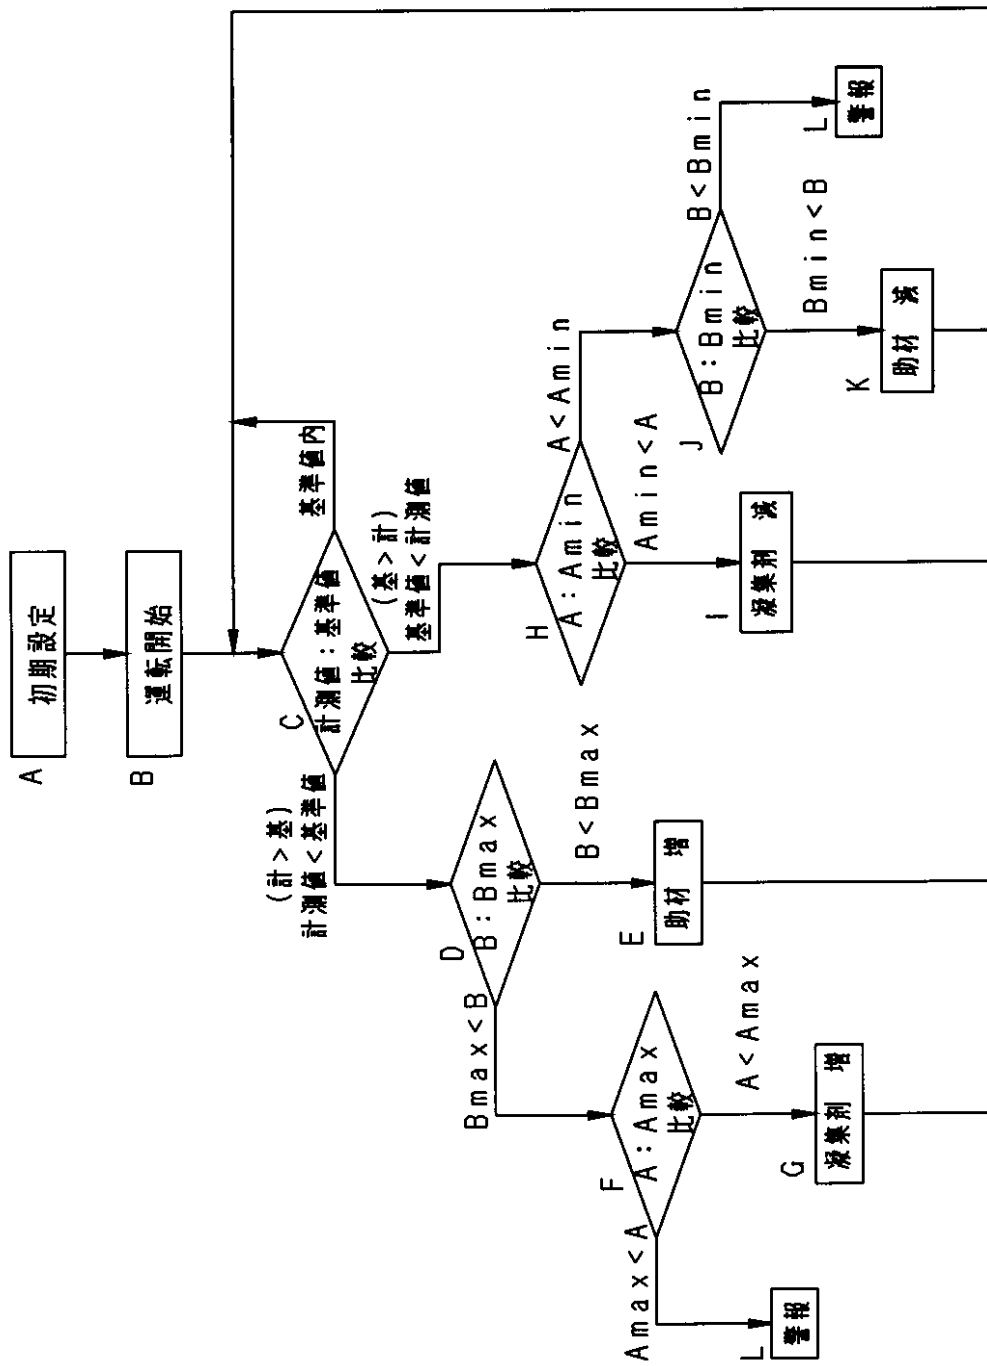 A
初期設定
B
運転開始
C
計測値:基準値
比較
基準値内
(計>基)
計測値<基準値
(基>計)
基準値<計測値
D
B:Bmax
比較
Bmax<B
B<Bmax
H
A:Amin
比較
A<Amin
Amin<A
E
助材 増
F
A:Amax
比較
Amax<A
A<Amax
I
凝集剤 減
J
B:Bmin
比較
B<Bmin
Bmin<B
L
警報
G
凝集剤 増
K
助材 減
L
警報